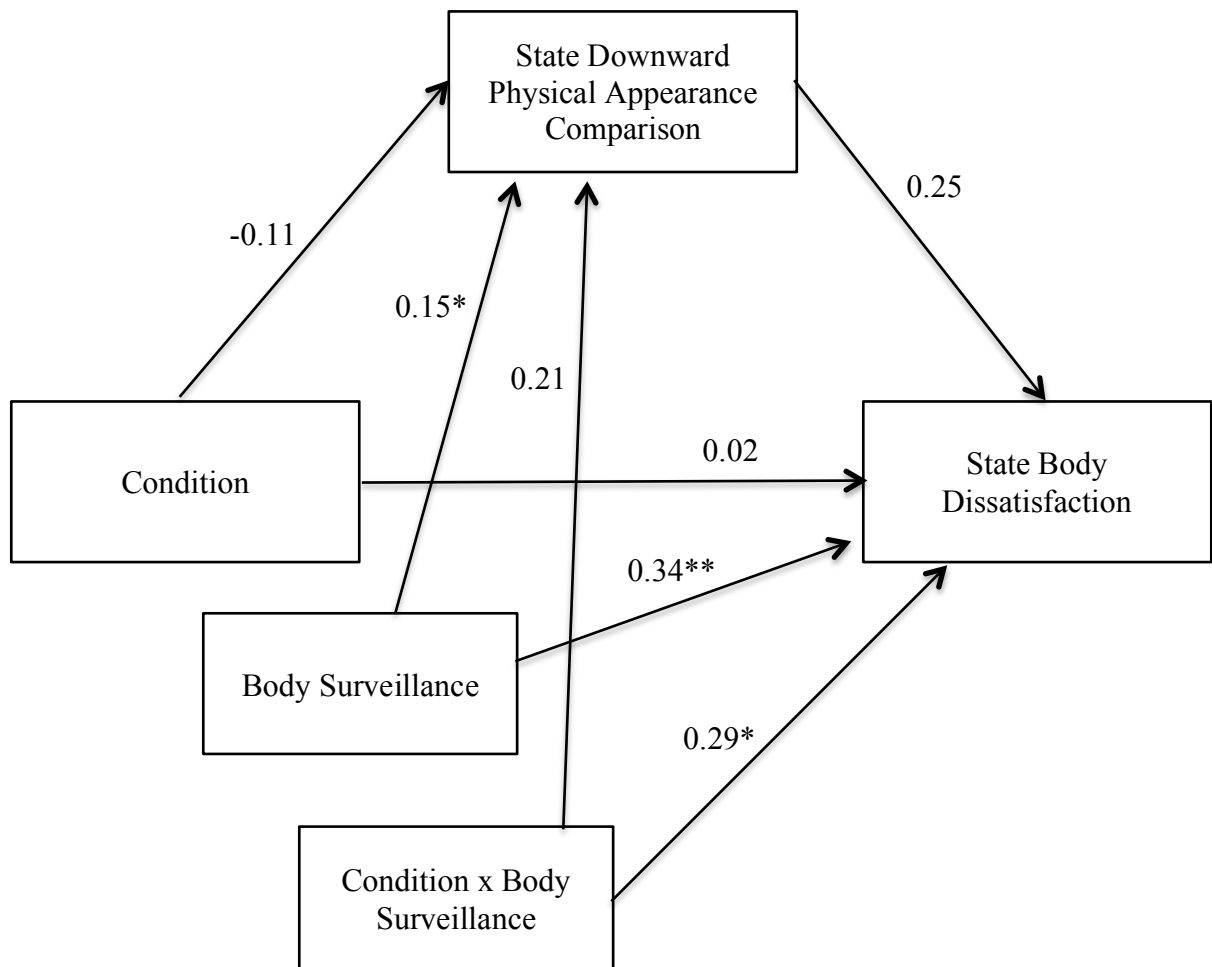 State Downward
Physical Appearance
Comparison
0.25
-0.11
0.15*
0.21
Condition
0.02
State Body
Dissatisfaction
0.34**
Body Surveillance
0.29*
Condition x Body
Surveillance